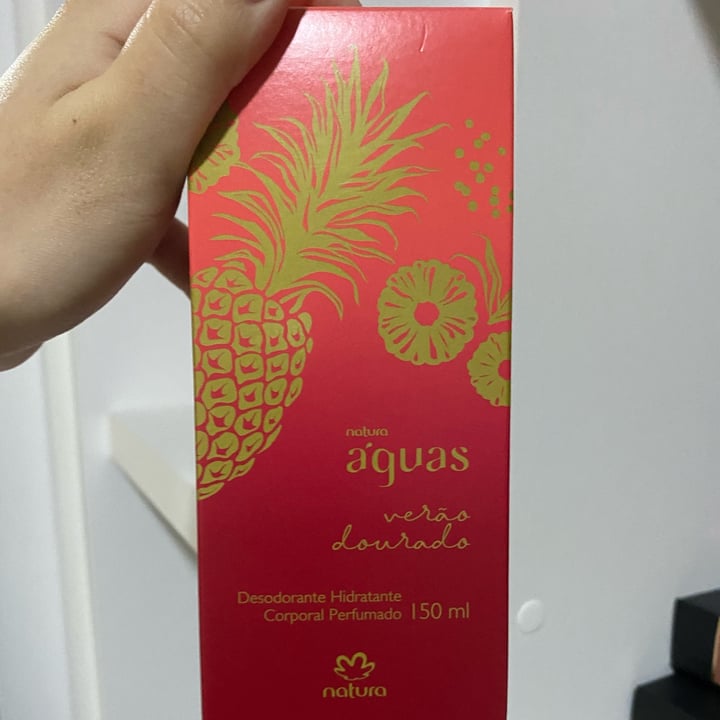 natura
águas
verão
dourado
Desodorante Hidratante
Corporal Perfumado 150 ml
natura